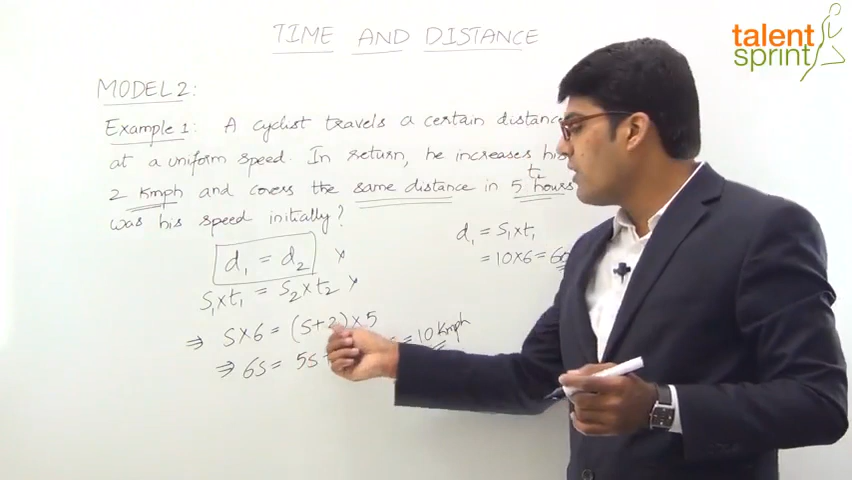 TIME AND DISTANCE
talent
sprint
MODEL 2:
Example 1: A cyclist travels a certain distance
at a uniform speed. In return, he increases his
t₂
2 Kmph and covers the same distance in 5 hours
was his speed initially?
d₁ = d₂ x
S₁xt₁ = S₂xt₂ x
⇒ Sx6 = (S+2)x5
⇒ 6S = 5S+
= 10 Kmph
d₁ = S₁xt₁
= 10x6 = 60